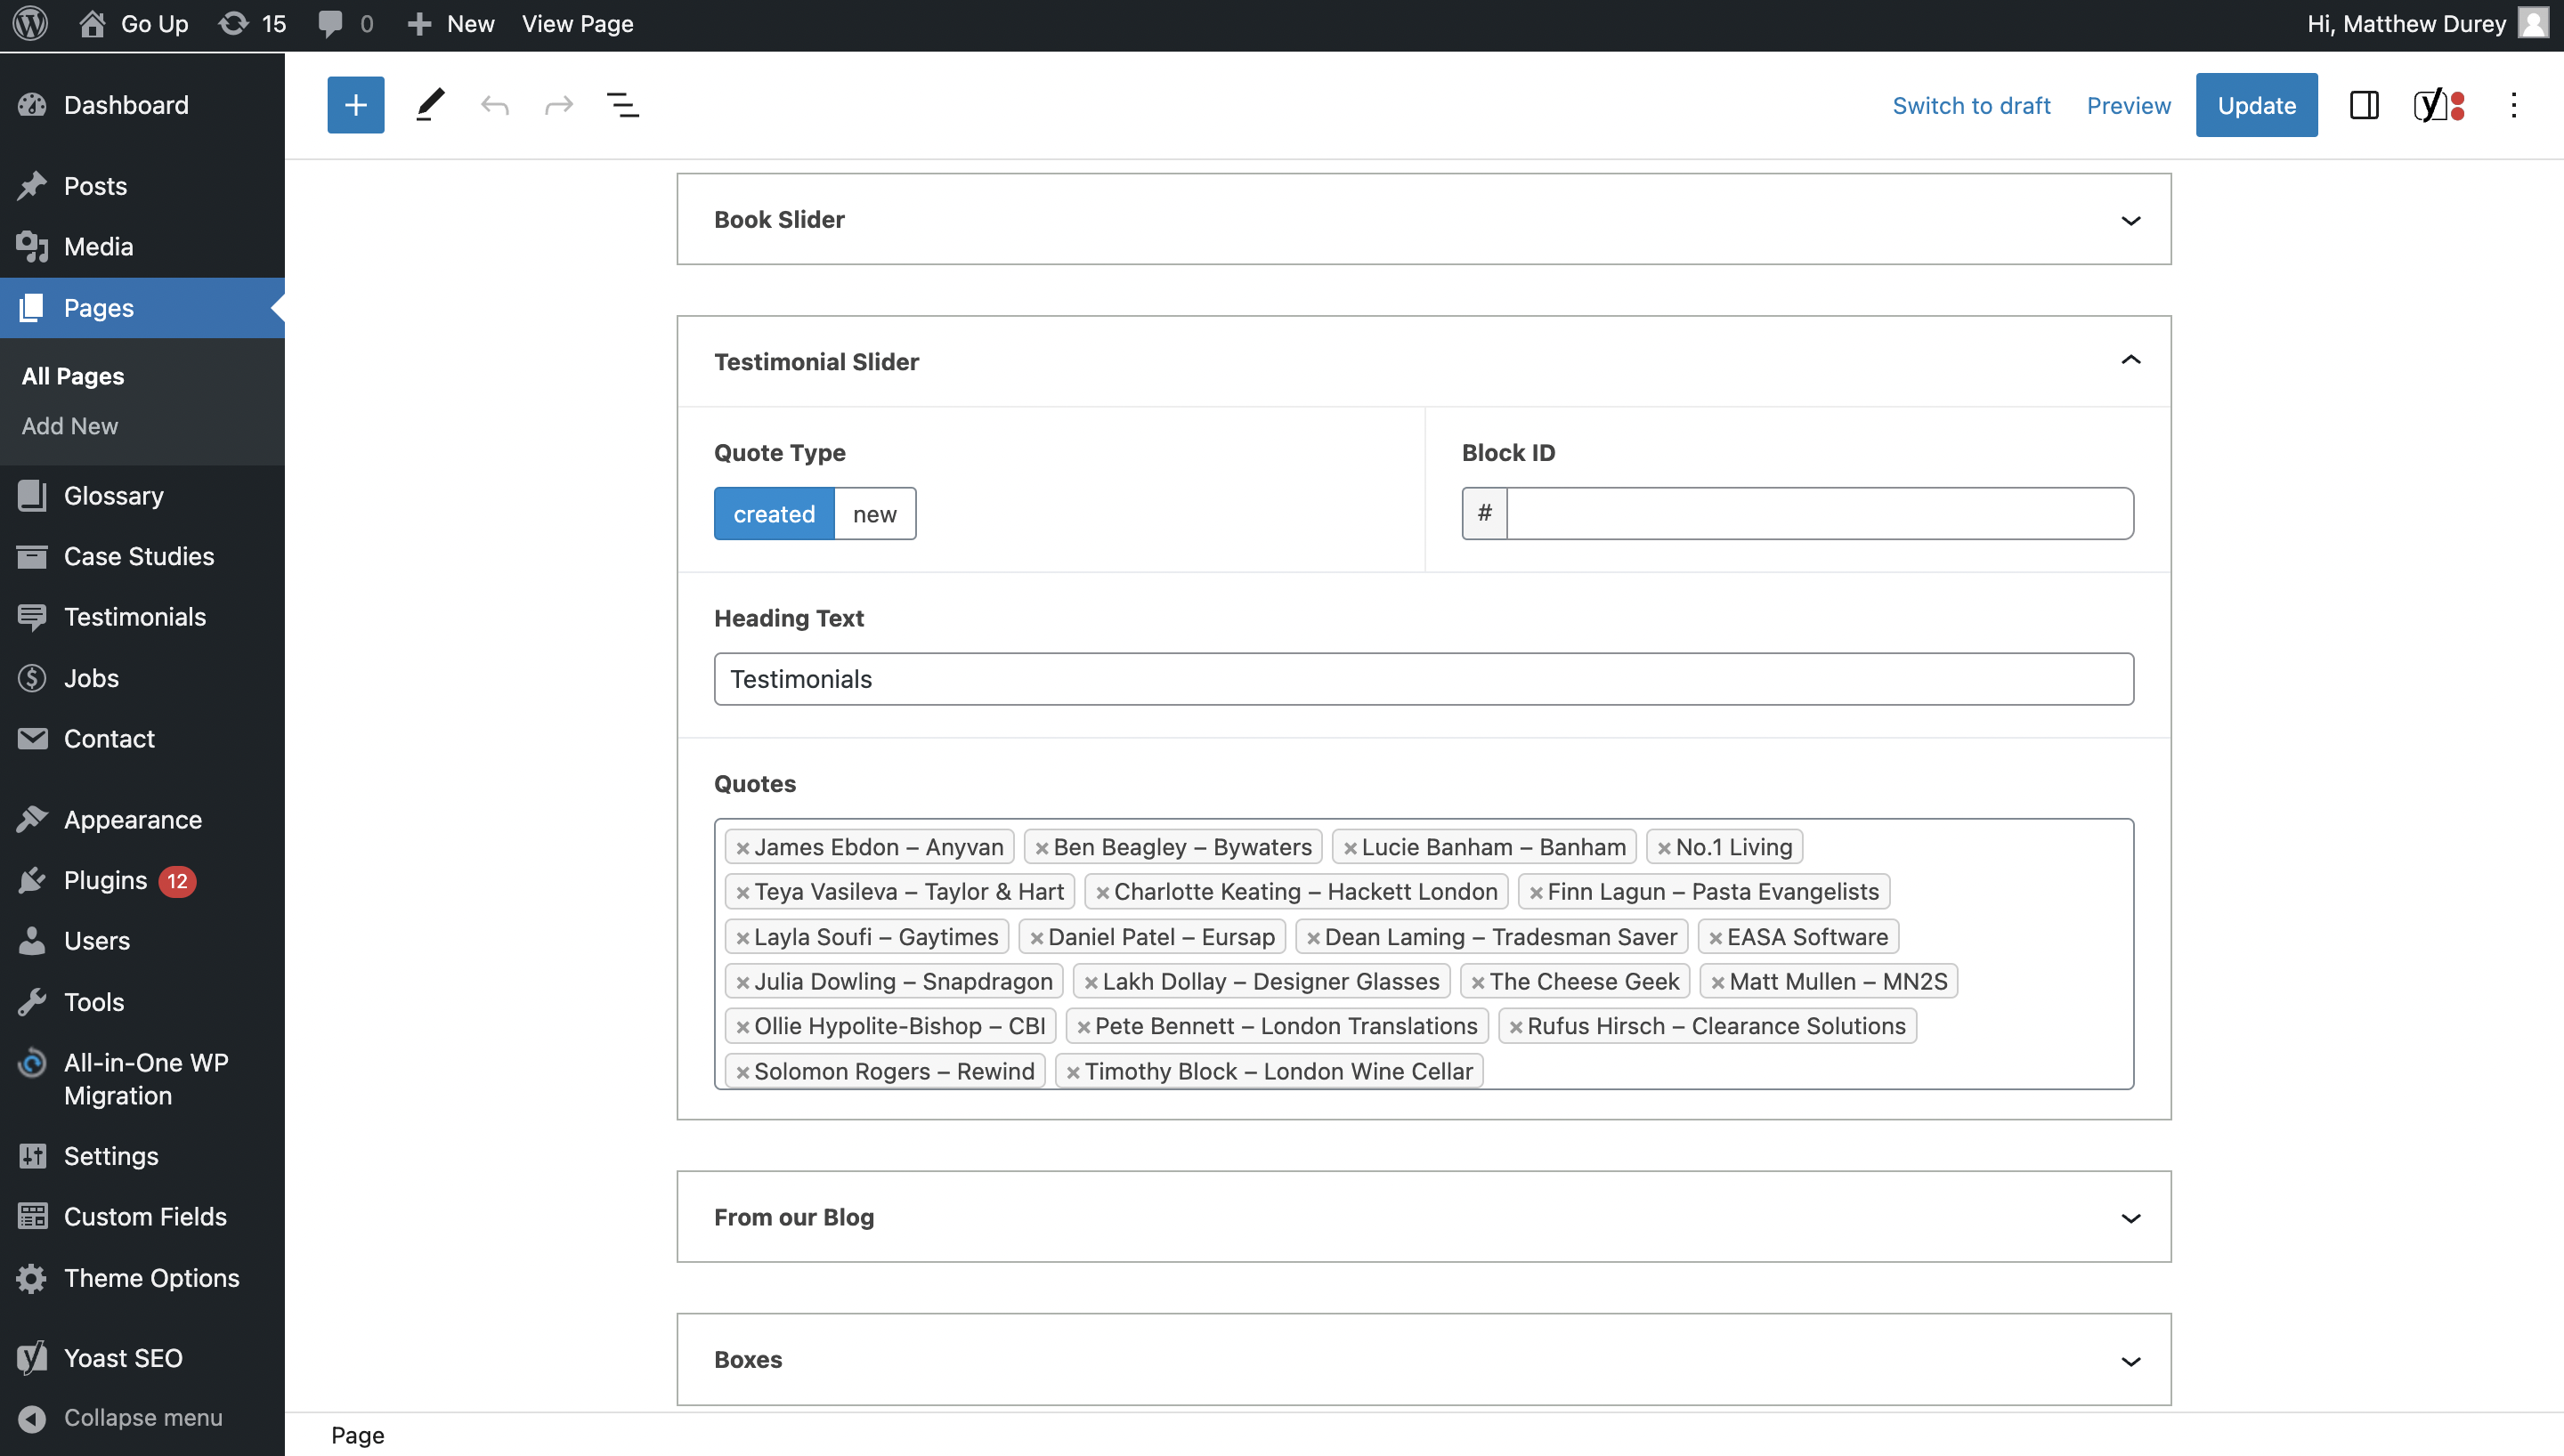 Go Up 15 0 New View Page Hi, Matthew Durey
Dashboard
Posts
Media
Pages
All Pages
Add New
Glossary
Case Studies
Testimonials
Jobs
Contact
Appearance
Plugins 12
Users
Tools
All-in-One WP
Migration
Settings
Custom Fields
Theme Options
Yoast SEO
Collapse menu
Switch to draft Preview Update
Book Slider
Testimonial Slider
Quote Type Block ID
created new #
Heading Text
Testimonials
Quotes
×James Ebdon – Anyvan ×Ben Beagley – Bywaters ×Lucie Banham – Banham ×No.1 Living
×Teya Vasileva – Taylor & Hart ×Charlotte Keating – Hackett London ×Finn Lagun – Pasta Evangelists
×Layla Soufi – Gaytimes ×Daniel Patel – Eursap ×Dean Laming – Tradesman Saver ×EASA Software
×Julia Dowling – Snapdragon ×Lakh Dollay – Designer Glasses ×The Cheese Geek ×Matt Mullen – MN2S
×Ollie Hypolite-Bishop – CBI ×Pete Bennett – London Translations ×Rufus Hirsch – Clearance Solutions
×Solomon Rogers – Rewind ×Timothy Block – London Wine Cellar
From our Blog
Boxes
Page